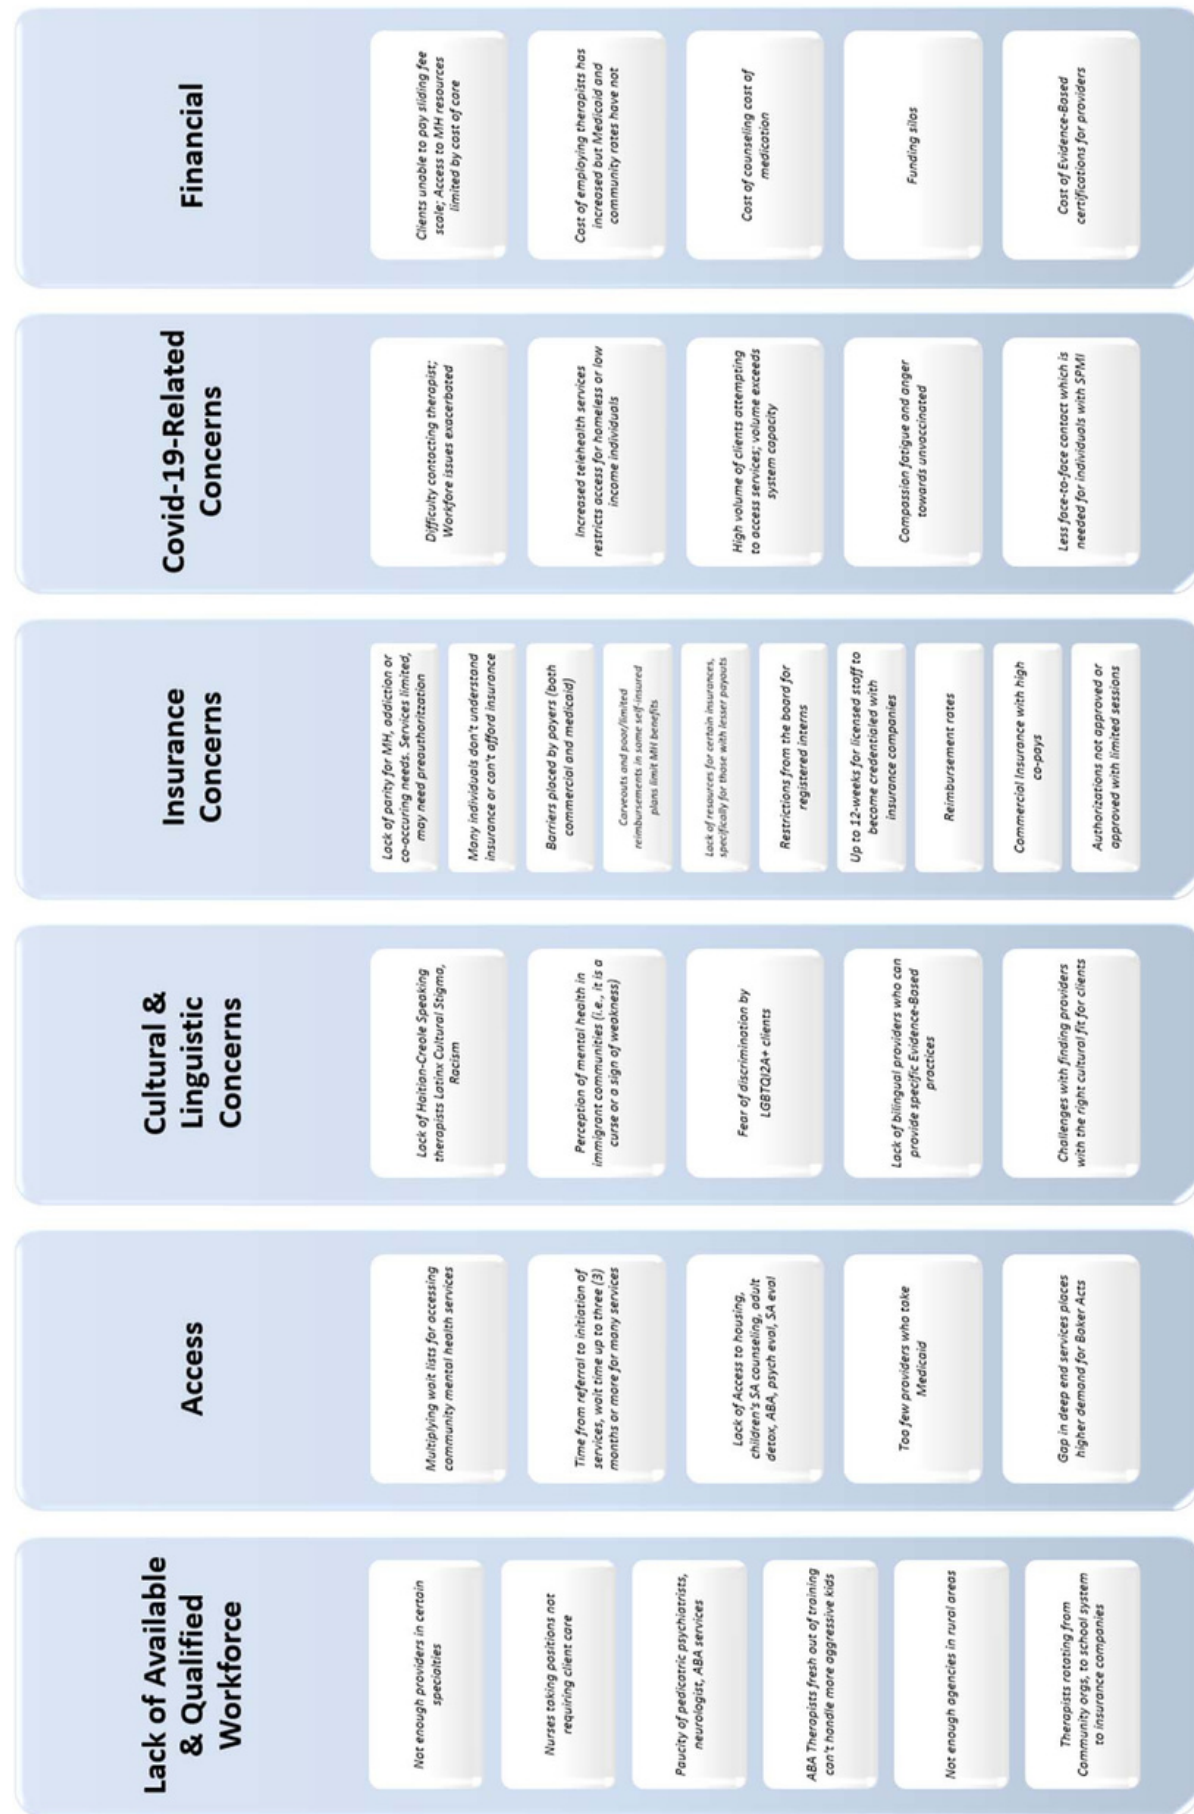 Lack of Available
& Qualified
Workforce
Not enough providers in certain
specialties
Nurses taking positions not
requiring client care
Paucity of pediatric psychiatrists,
neurologist, ABA services
ABA Therapists fresh out of training
can't handle more aggressive kids
Not enough agencies in rural areas
Therapists rotating from
Community orgs, to school system
to insurance companies
Access
Multiplying wait lists for accessing
community mental health services
Time from referral to initiation of
services, wait time up to three (3)
months or more for many services
Lack of Access to housing,
children's SA counseling, adult
detox, ABA, psych eval, SA eval
Too few providers who take
Medicaid
Gap in deep end services places
higher demand for Baker Acts
Cultural &
Linguistic
Concerns
Lack of Haitian-Creole Speaking
therapists Latinx Cultural Stigma,
Racism
Perception of mental health in
immigrant communities (i.e., it is a
curse or a sign of weakness)
Fear of discrimination by
LGBTQI2A+ clients
Lack of bilingual providers who can
provide specific Evidence-Based
practices
Challenges with finding providers
with the right cultural fit for clients
Insurance
Concerns
Lack of parity for MH, addiction or
co-occuring needs. Services limited,
may need preauthoritzation
Many individuals don't understand
insurance or can't afford insurance
Barriers placed by payers (both
commercial and medicaid)
Carveouts and poor/limited
reimbursements in some self-insured
plans limit MH benefits
Lack of resources for certain insurances,
specifically for those with lesser payouts
Restrictions from the board for
registered interns
Up to 12-weeks for licensed staff to
become credentialed with
insurance companies
Reimbursement rates
Commercial Insurance with high
co-pays
Authorizations not approved or
approved with limited sessions
Covid-19-Related
Concerns
Difficulty contacting therapist;
Workfore issues exacerbated
Increased telehealth services
restricts access for homeless or low
income individuals
High volume of clients attempting
to access services; volume exceeds
system capacity
Compassion fatigue and anger
towards unvaccinated
Less face-to-face contact which is
needed for individuals with SPMI
Financial
Clients unable to pay sliding fee
scale; Access to MH resources
limited by cost of care
Cost of employing therapists has
increased but Medicaid and
community rates have not
Cost of counseling cost of
medication
Funding silos
Cost of Evidence-Based
certifications for providers